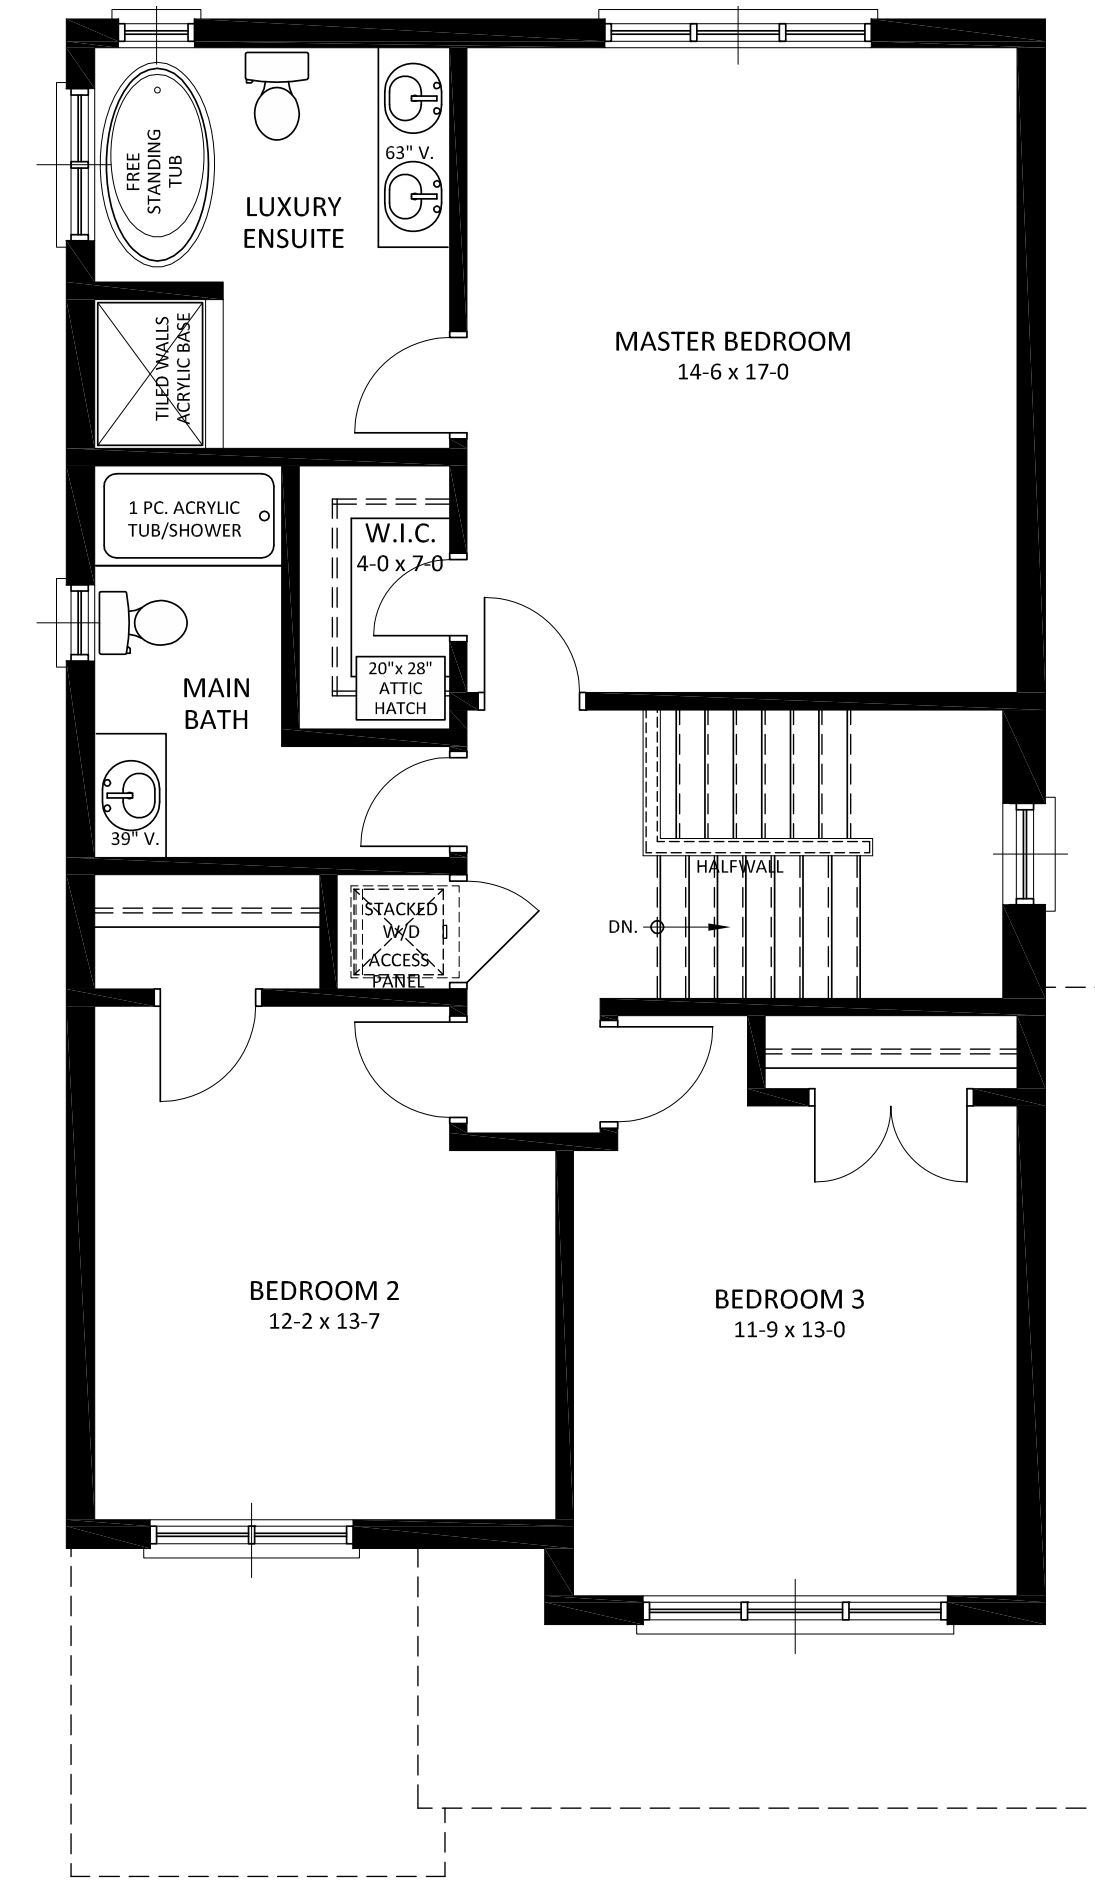 FREE
STANDING
TUB
63" V.
LUXURY
ENSUITE
TILED WALLS
ACRYLIC BASE
MASTER BEDROOM
14-6 x 17-0
1 PC. ACRYLIC
TUB/SHOWER
W.I.C.
4-0 x 7-0
20"x 28"
ATTIC
HATCH
MAIN
BATH
39" V.
HALFWALL
DN.
STACKED
W/D
ACCESS
PANEL
BEDROOM 2
12-2 x 13-7
BEDROOM 3
11-9 x 13-0